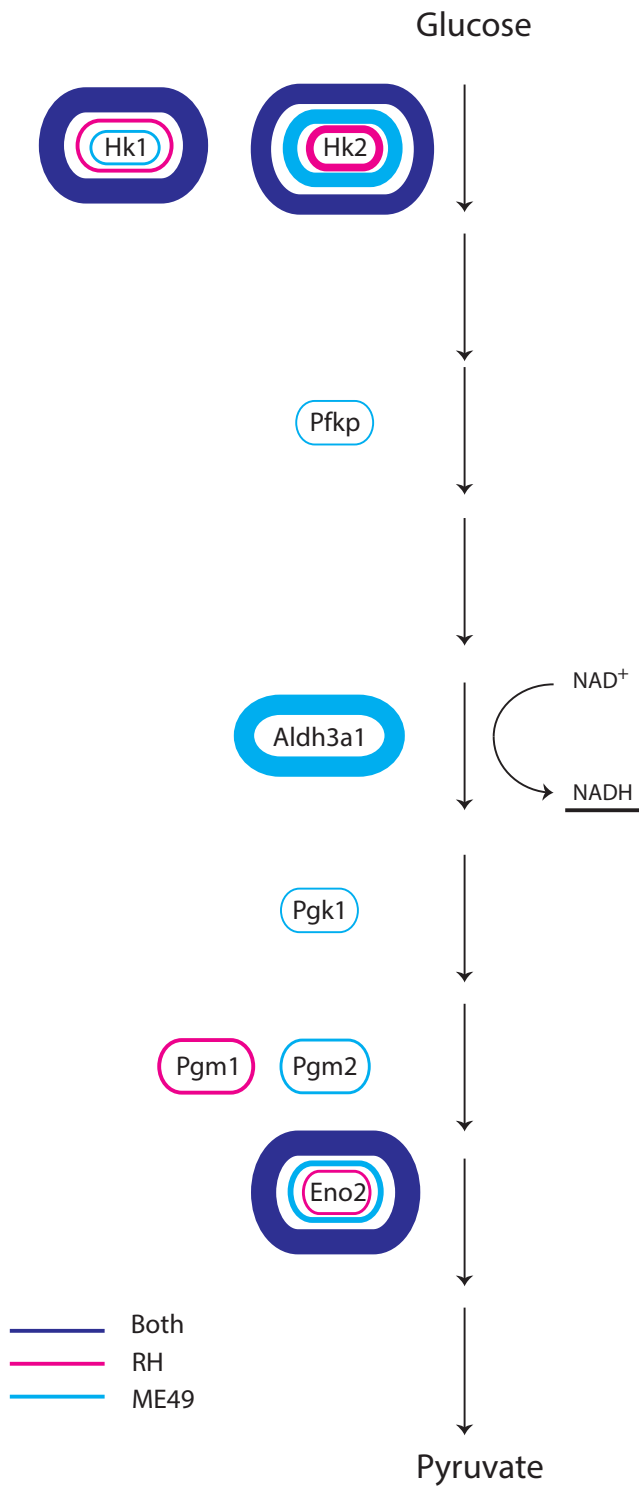 Glucose
Hk1
Hk2
Pfkp
Aldh3a1
NAD+
NADH
Pgk1
Pgm1
Pgm2
Eno2
Both
RH
ME49
Pyruvate